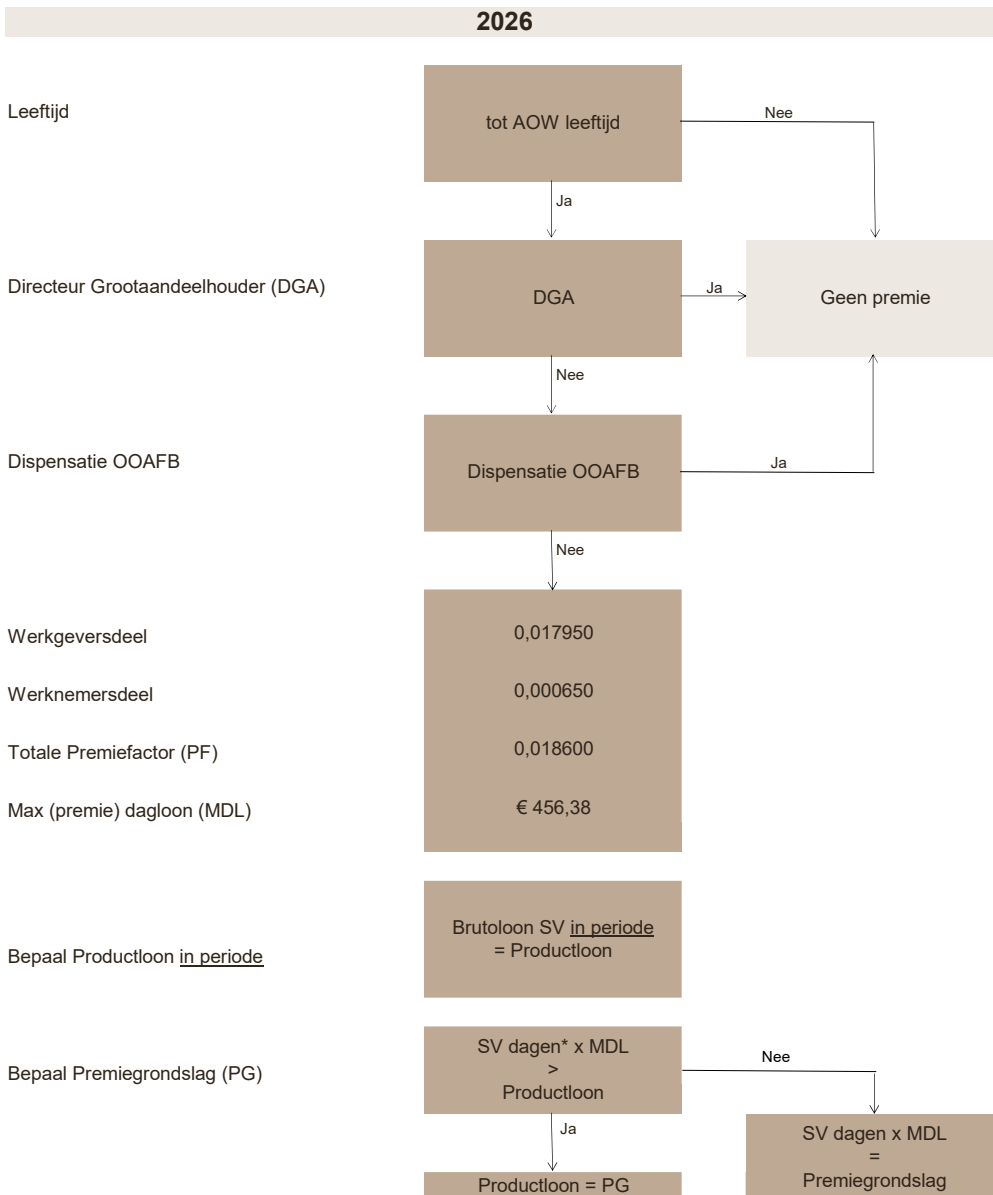 2026
Leeftijd
tot AOW leeftijd
Nee
Ja
Directeur Grootaandeelhouder (DGA)
DGA
Ja
Geen premie
Nee
Dispensatie OOAFB
Dispensatie OOAFB
Ja
Nee
Werkgeversdeel
0,017950
Werknemersdeel
0,000650
Totale Premiefactor (PF)
0,018600
Max (premie) dagloon (MDL)
€ 456,38
Bepaal Productloon in periode
Brutoloon SV in periode
= Productloon
Bepaal Premiegrondslag (PG)
SV dagen* x MDL
>
Productloon
Nee
Ja
SV dagen x MDL
=
Premiegrondslag
Productloon = PG